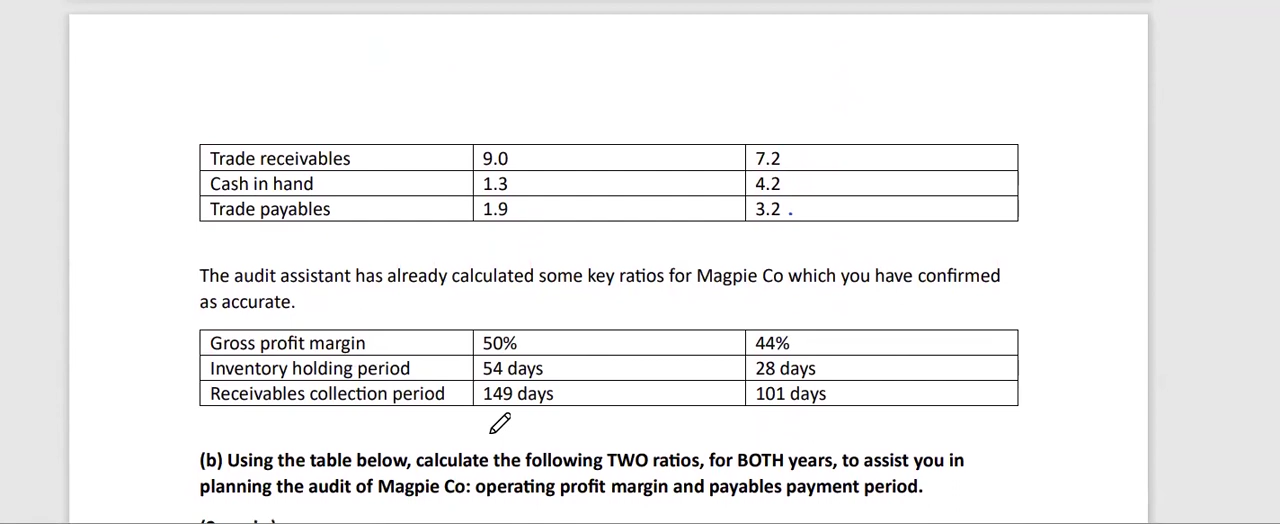 Trade receivables 9.0 7.2
Cash in hand 1.3 4.2
Trade payables 1.9 3.2 .
The audit assistant has already calculated some key ratios for Magpie Co which you have confirmed
as accurate.
Gross profit margin 50% 44%
Inventory holding period 54 days 28 days
Receivables collection period 149 days 101 days
(b) Using the table below, calculate the following TWO ratios, for BOTH years, to assist you in
planning the audit of Magpie Co: operating profit margin and payables payment period.